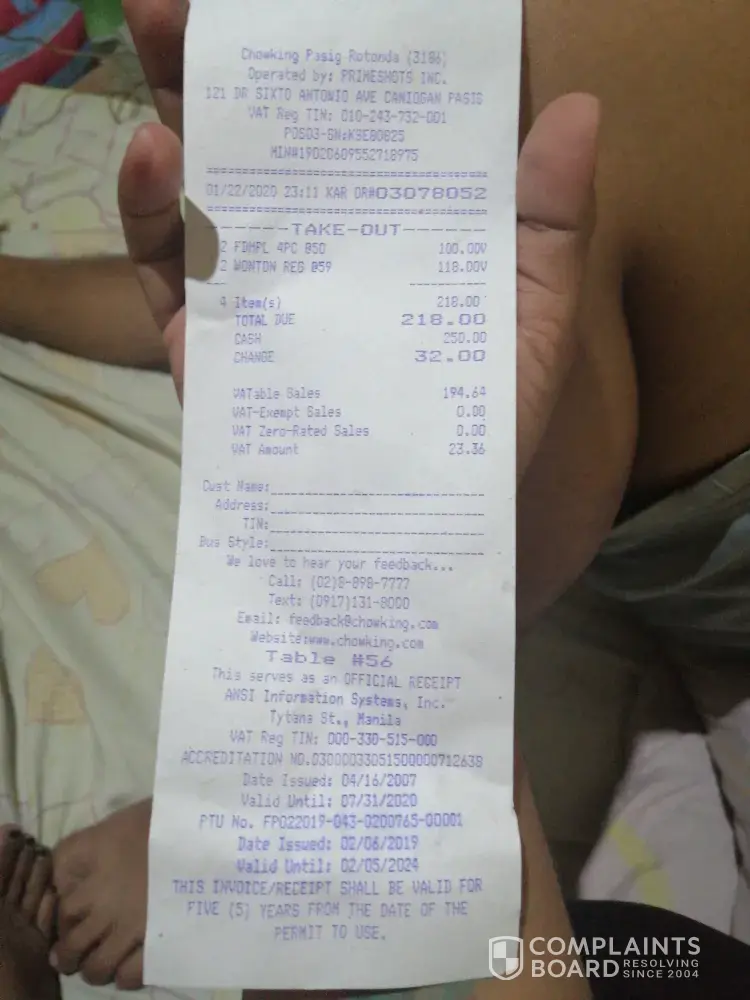 Chowking Pasig Rotonda (3186)
Operated by: PRIMESHOTS INC.
121 DR SIXTO ANTONIO AVE CANIOGAN PASIG
VAT Reg TIN: 010-243-732-001
POS03-SN:K9E80825
MIN#19020609552718975
01/22/2020 23:11 KAR OR#03078052
------TAKE-OUT------
2 FDMPL 4PC @50 100.00V
2 WONTON REG @59 118.00V
4 Item(s) 218.00
TOTAL DUE 218.00
CASH 250.00
CHANGE 32.00
VATable Sales 194.64
VAT-Exempt Sales 0.00
VAT Zero-Rated Sales 0.00
VAT Amount 23.36
Cust Name:
Address:
TIN:
Bus Style:
We love to hear your feedback...
Call: (02)8-898-7777
Text: (0917)131-8000
Email: feedback@chowking.com
Website:www.chowking.com
Table #56
This serves as an OFFICIAL RECEIPT
ANSI Information Systems, Inc.
Tytana St., Manila
VAT Reg TIN: 000-330-515-000
ACCREDITATION NO.030000330515000000712638
Date Issued: 04/16/2007
Valid Until: 07/31/2020
PTU No. FP022019-043-0200765-00001
Date Issued: 02/06/2019
Valid Until: 02/05/2024
THIS INVOICE/RECEIPT SHALL BE VALID FOR
FIVE (5) YEARS FROM THE DATE OF THE
PERMIT TO USE.
COMPLAINTS
BOARD RESOLVING SINCE 2004